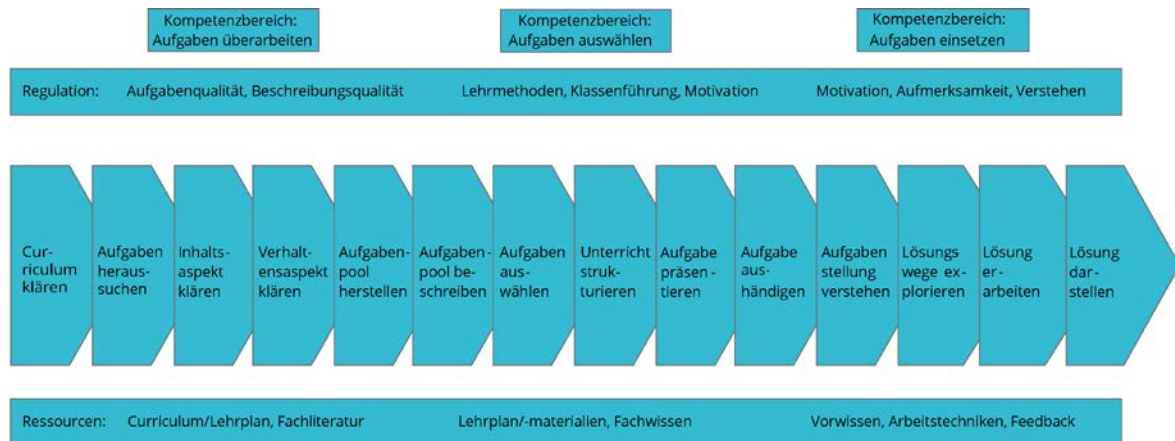 Kompetenzbereich:
Aufgaben überarbeiten
Kompetenzbereich:
Aufgaben auswählen
Kompetenzbereich:
Aufgaben einsetzen
Regulation: Aufgabenqualität, Beschreibungsqualität Lehrmethoden, Klassenführung, Motivation Motivation, Aufmerksamkeit, Verstehen
Cur-
riculum
klären
Aufgaben
heraus-
suchen
Inhalts-
aspekt
klären
Verhalt-
ensaspekt
klären
Aufgaben-
pool
herstellen
Aufgaben-
pool be-
schreiben
Aufgaben
aus-
wählen
Unterricht
struk-
turieren
Aufgabe
präsen-
tieren
Aufgabe
aus-
händigen
Aufgaben
stellung
verstehen
Lösungs
wege ex-
plorieren
Lösung
er-
arbeiten
Lösung
dar-
stellen
Ressourcen: Curriculum/Lehrplan, Fachliteratur Lehrplan/-materialien, Fachwissen Vorwissen, Arbeitstechniken, Feedback